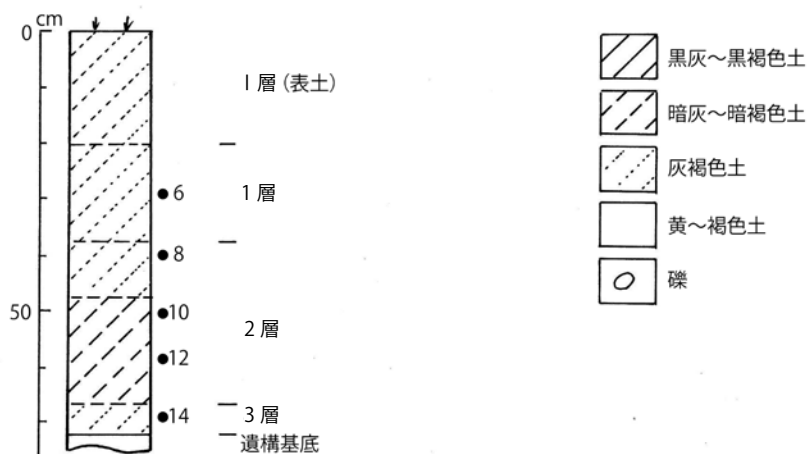 cm
0
50
6
8
10
12
14
I 層 (表土)
1 層
2 層
3 層
遺構基底
黒灰～黒褐色土
暗灰～暗褐色土
灰褐色土
黄～褐色土
礫